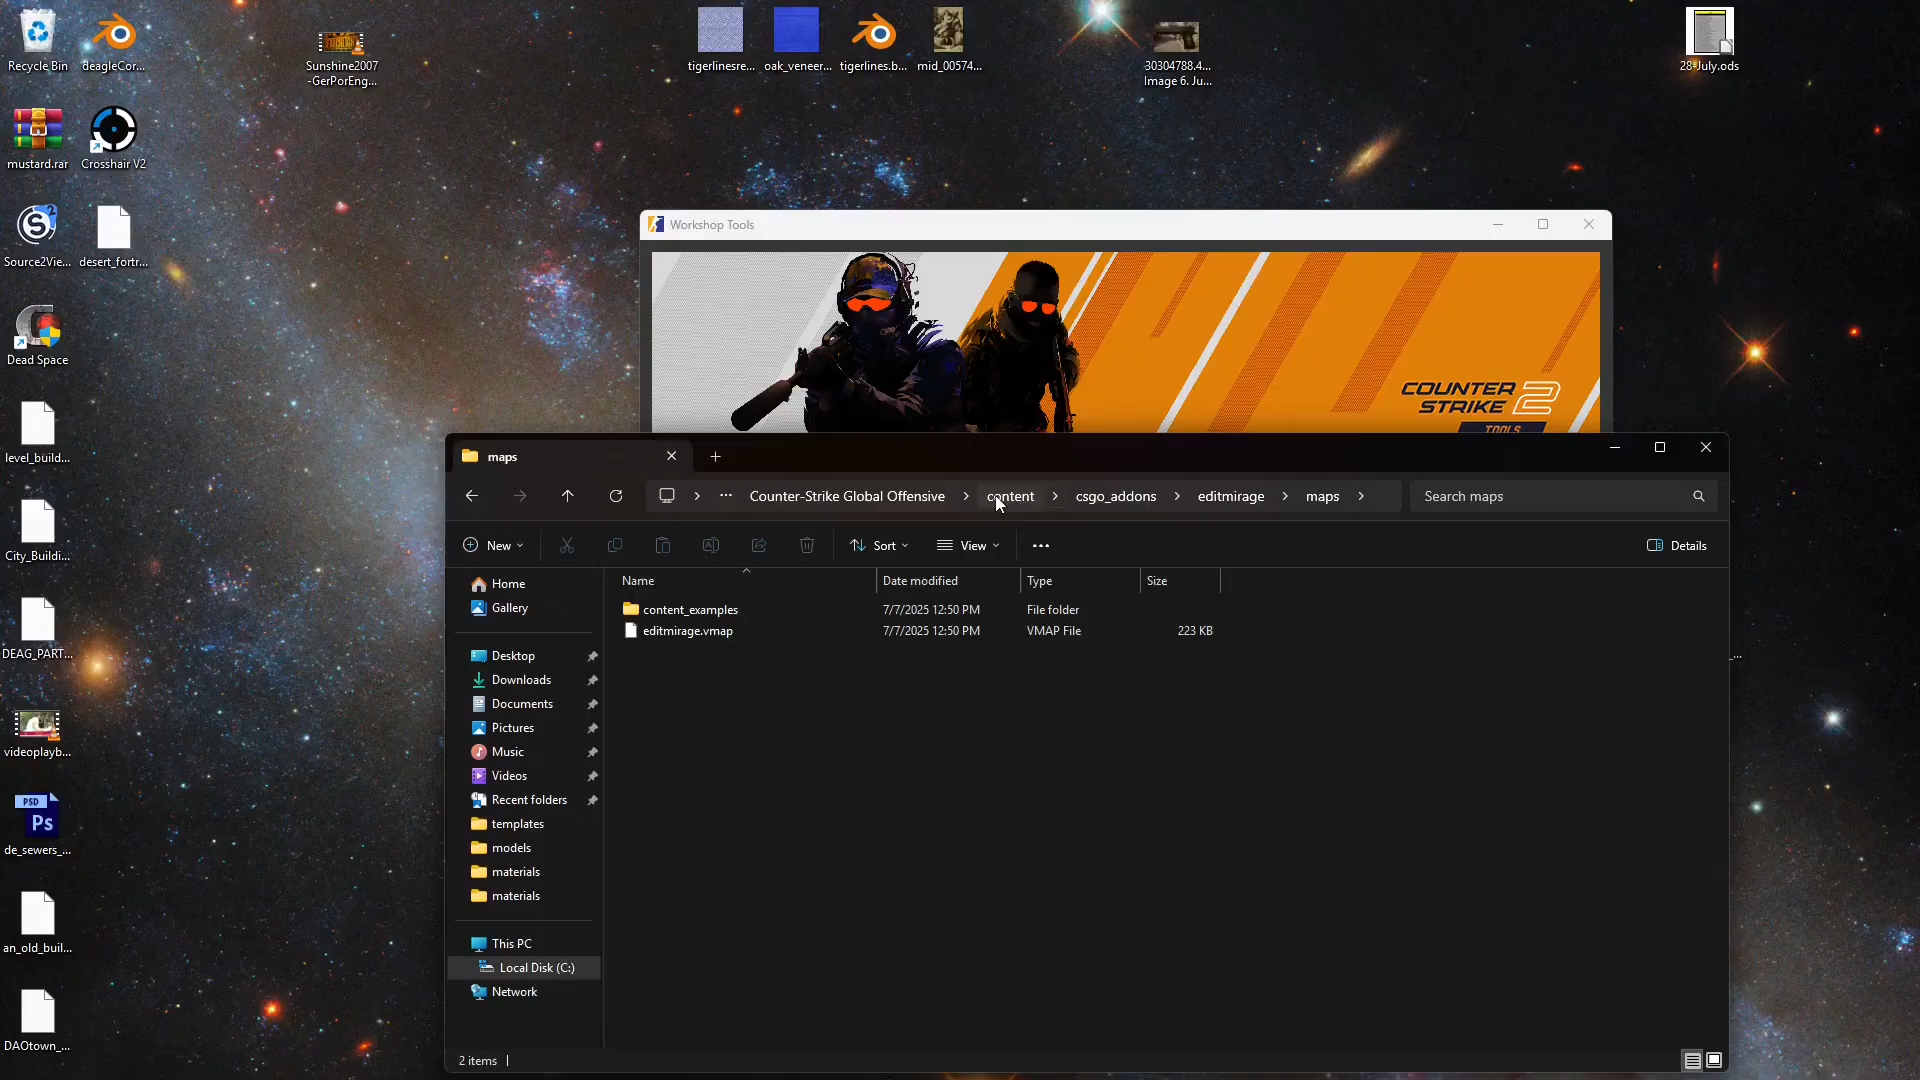 Recycle Bin
deagleCor...
Sunshine2007
-GerPorEng...
tigerlinesre...
oak_veneer...
tigerlines.b...
mid_00574...
30304788.4...
Image 6. Ju...
28-July.ods
mustard.rar
Crosshair V2
Source2Vie...
desert_fortr...
Dead Space
level_build...
City_Buildi...
DEAG_PART...
videoplayb...
PSD
Ps
de_sewers_...
an_old_buil...
DAOtown_...
Workshop Tools
COUNTER
STRIKE 2
TOOLS
maps
Counter-Strike Global Offensive > content > csgo_addons > editmirage > maps >
Search maps
New
Sort
View
Details
Name
Date modified
Type
Size
content_examples
7/7/2025 12:50 PM
File folder
editmirage.vmap
7/7/2025 12:50 PM
VMAP File
223 KB
Home
Gallery
Desktop
Downloads
Documents
Pictures
Music
Videos
Recent folders
templates
models
materials
materials
This PC
Local Disk (C:)
Network
2 items